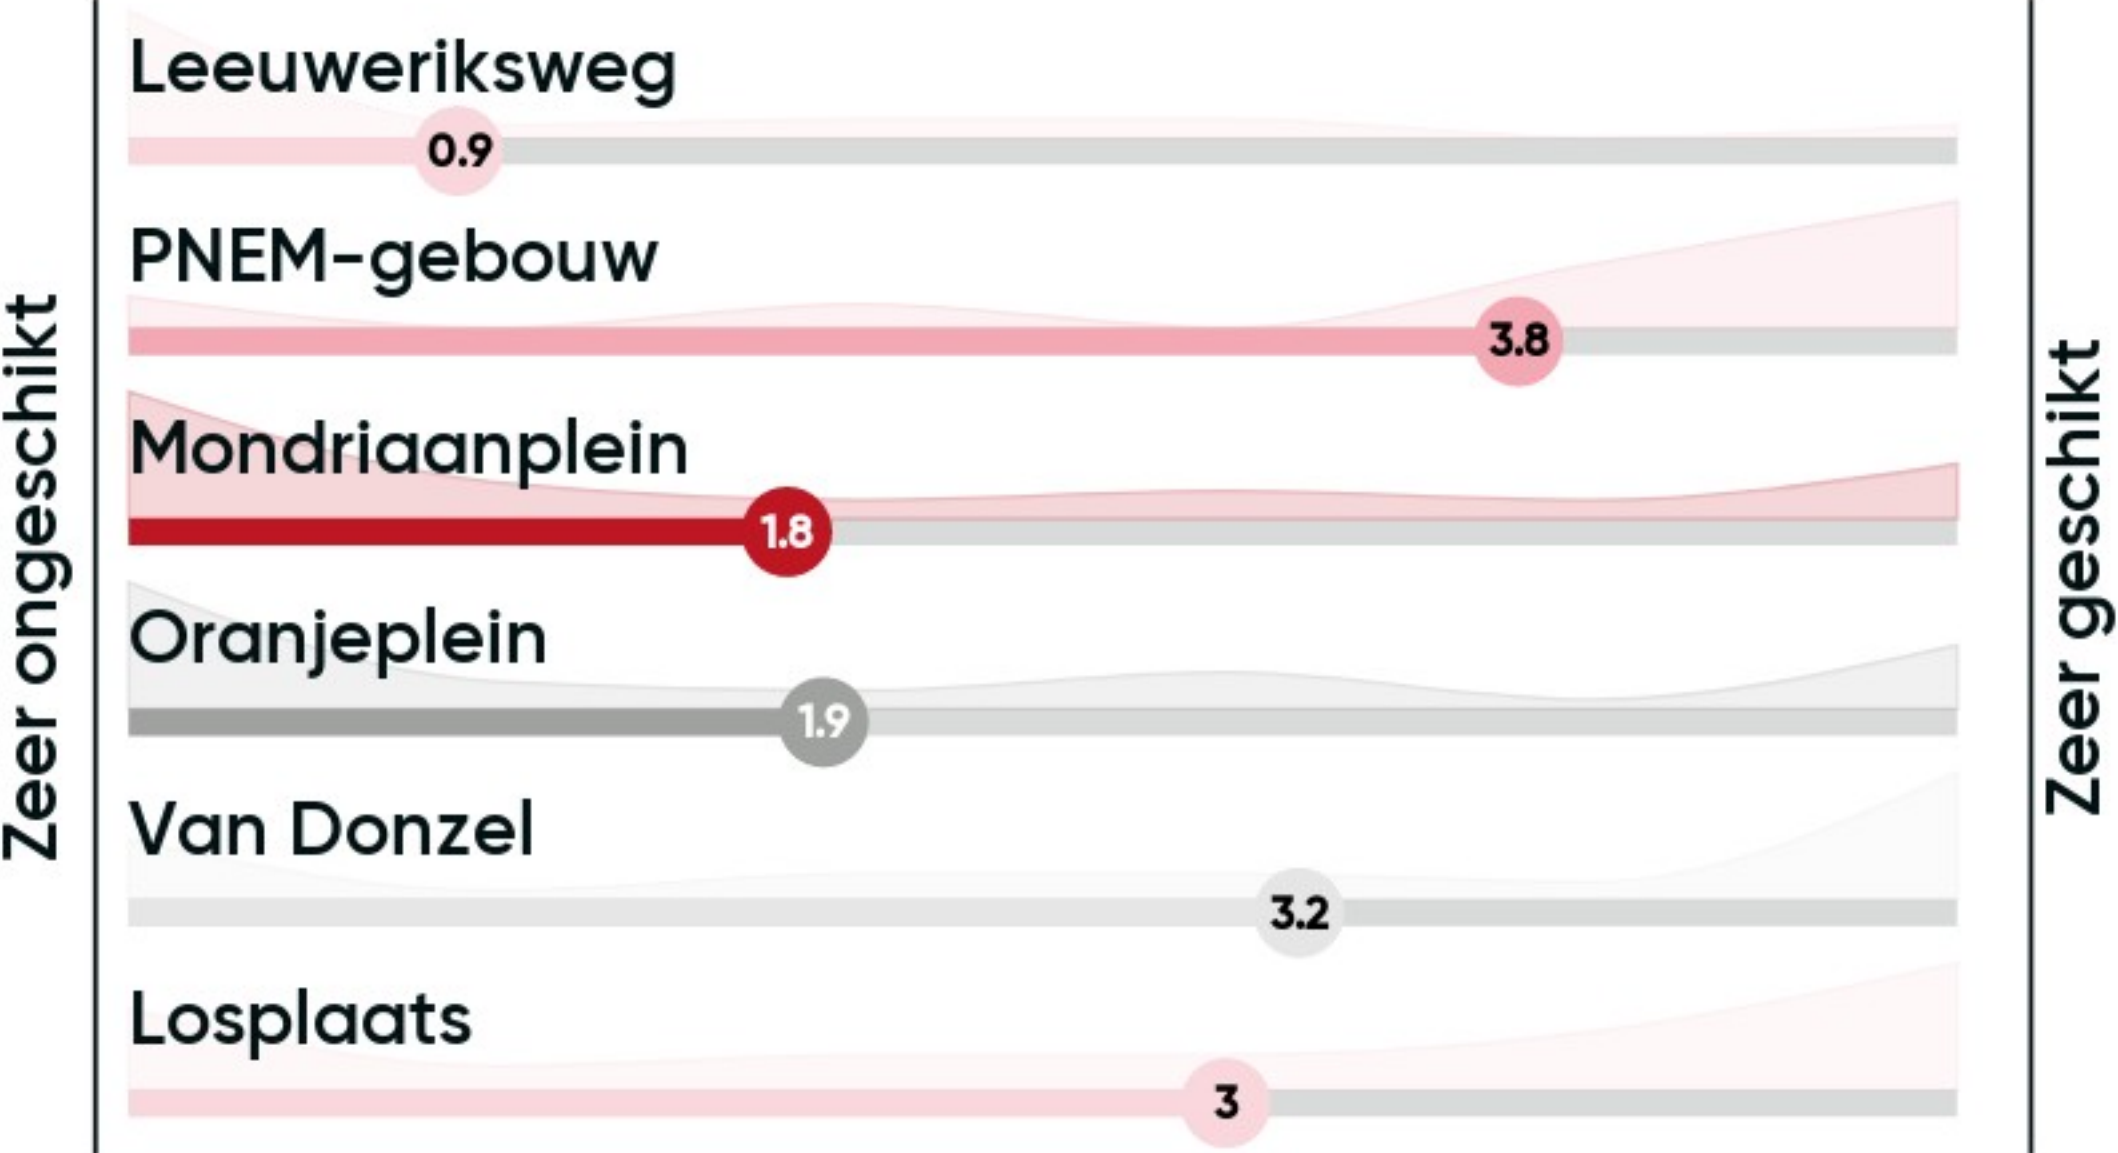 Zeer ongeschikt
Leeuweriksweg
0.9
PNEM-gebouw
3.8
Mondriaanplein
1.8
Oranjeplein
1.9
Van Donzel
3.2
Losplaats
3
Zeer geschikt